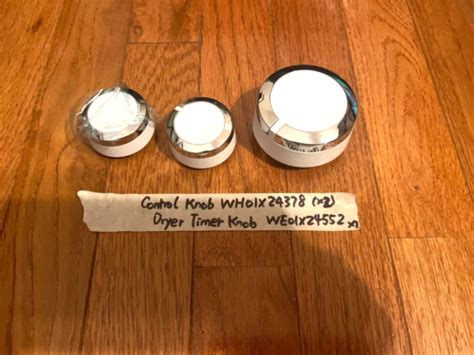 Control Knob WH01X24378 (x2)
Dryer Timer Knob WE01X24552 x1